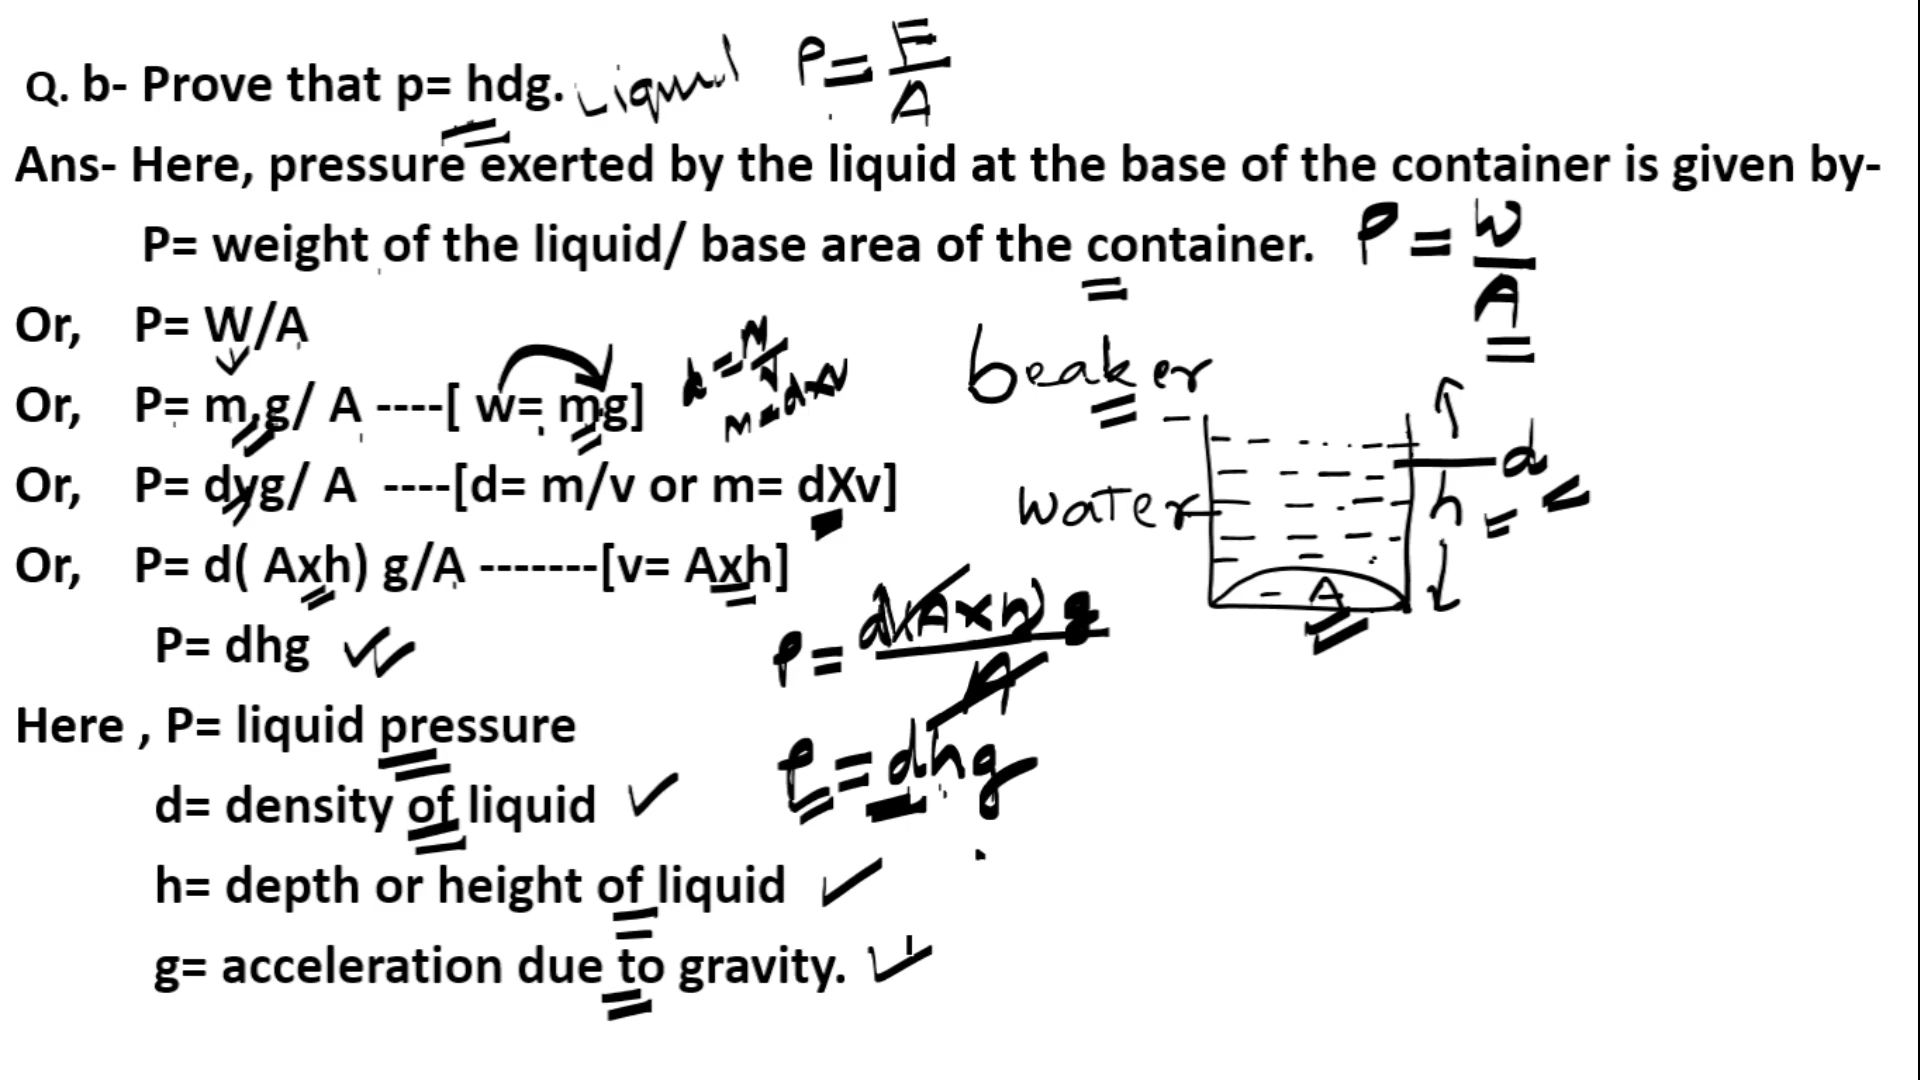 Q. b- Prove that p= hdg. Liquid P= F/A
Ans- Here, pressure exerted by the liquid at the base of the container is given by-
P= weight of the liquid/ base area of the container. P = W/A
Or, P= W/A
Or, P= m.g/ A ----[ w= mg] d=M/V beaker
m=d×v
Or, P= dvg/ A ----[d= m/v or m= dXv] water h d
Or, P= d( Axh) g/A -------[v= Axh] A
P= d(A×h)g/A
P= dhg
Here , P= liquid pressure
P=dhg
d= density of liquid
h= depth or height of liquid
g= acceleration due to gravity.